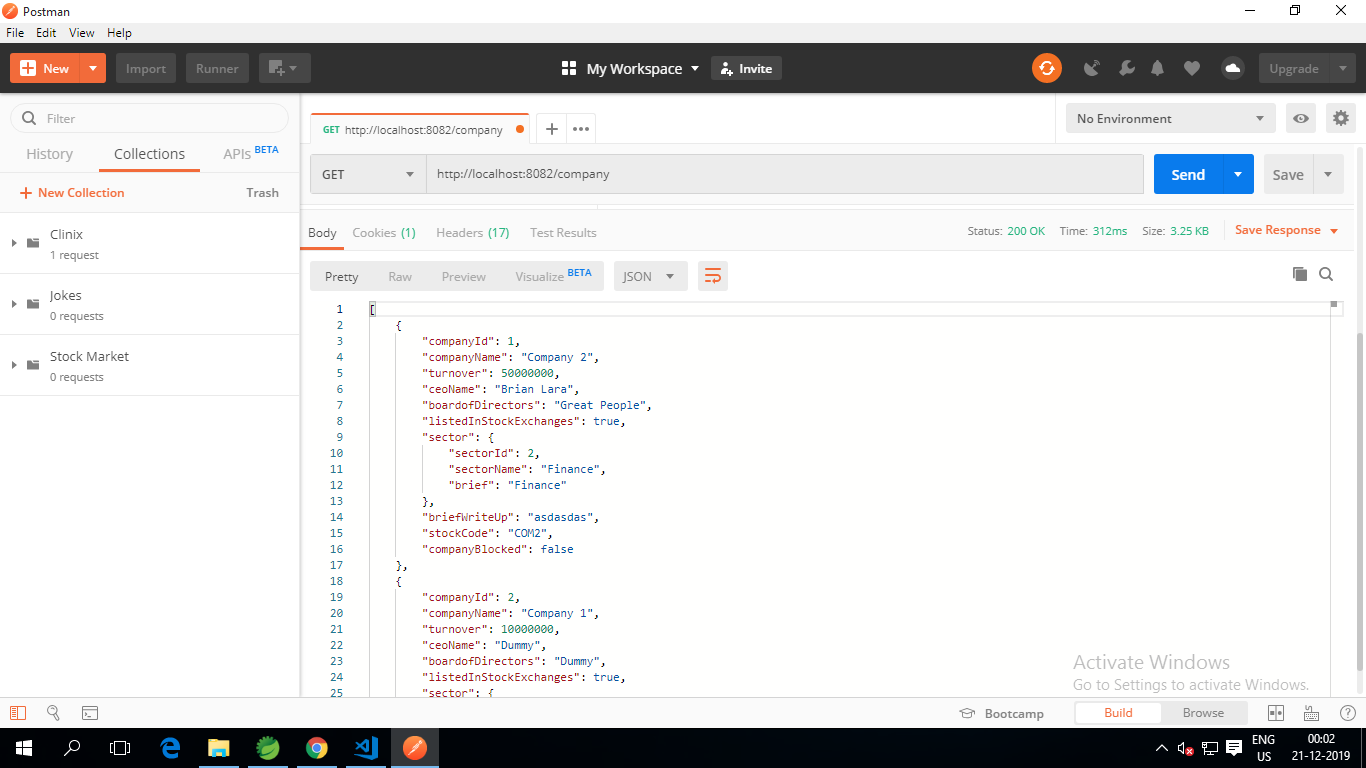 Postman
File Edit View Help
New Import Runner My Workspace Invite Upgrade
Filter
History Collections APIs BETA
New Collection Trash
Clinix
1 request
Jokes
0 requests
Stock Market
0 requests
GET http://localhost:8082/company
No Environment
GET http://localhost:8082/company Send Save
Body Cookies (1) Headers (17) Test Results Status: 200 OK Time: 312ms Size: 3.25 KB Save Response
Pretty Raw Preview Visualize BETA JSON
1 [
2 {
3 "companyId": 1,
4 "companyName": "Company 2",
5 "turnover": 50000000,
6 "ceoName": "Brian Lara",
7 "boardofDirectors": "Great People",
8 "listedInStockExchanges": true,
9 "sector": {
10 "sectorId": 2,
11 "sectorName": "Finance",
12 "brief": "Finance"
13 },
14 "briefWriteUp": "asdasdas",
15 "stockCode": "COM2",
16 "companyBlocked": false
17 },
18 {
19 "companyId": 2,
20 "companyName": "Company 1",
21 "turnover": 10000000,
22 "ceoName": "Dummy",
23 "boardofDirectors": "Dummy",
24 "listedInStockExchanges": true,
25 "sector": {
Activate Windows
Go to Settings to activate Windows.
Bootcamp Build Browse
ENG
US
00:02
21-12-2019